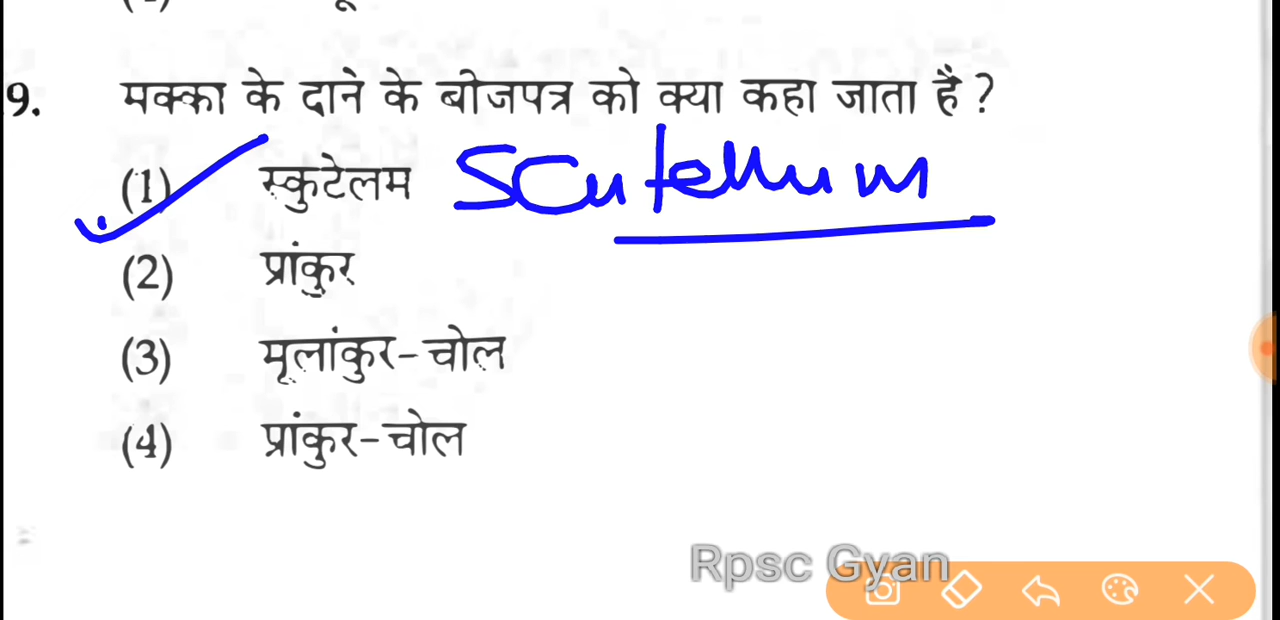 9. मक्का के दाने के बीजपत्र को क्या कहा जाता है ?
(1) स्कुटेलम Scutellum
(2) प्रांकुर
(3) मूलांकुर-चोल
(4) प्रांकुर-चोल
Rpsc Gyan